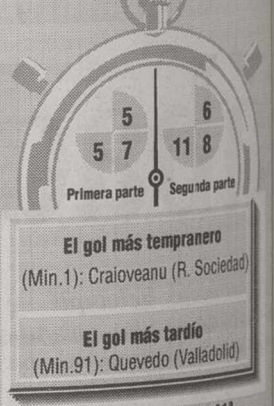 5 6
5 7 11 8
Primera parte Segunda parte
El gol más tempranero
(Min.1): Craioveanu (R. Sociedad)
El gol más tardío
(Min.91): Quevedo (Valladolid)